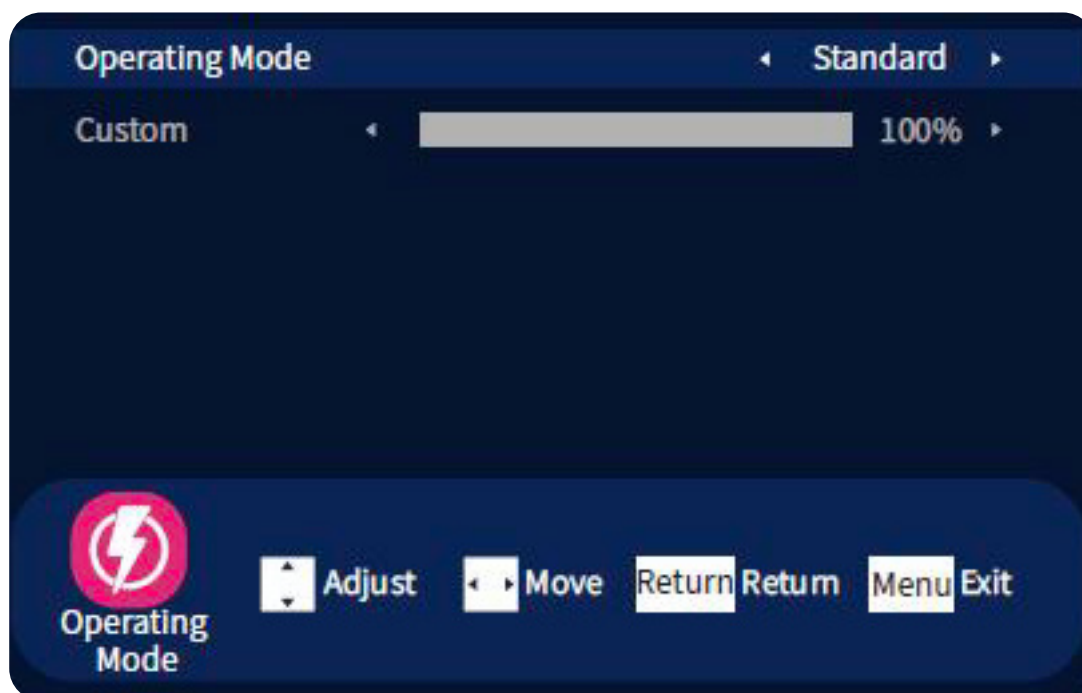 Operating Mode Standard
Custom 100%
Adjust Move Return Return Menu Exit
Operating
Mode